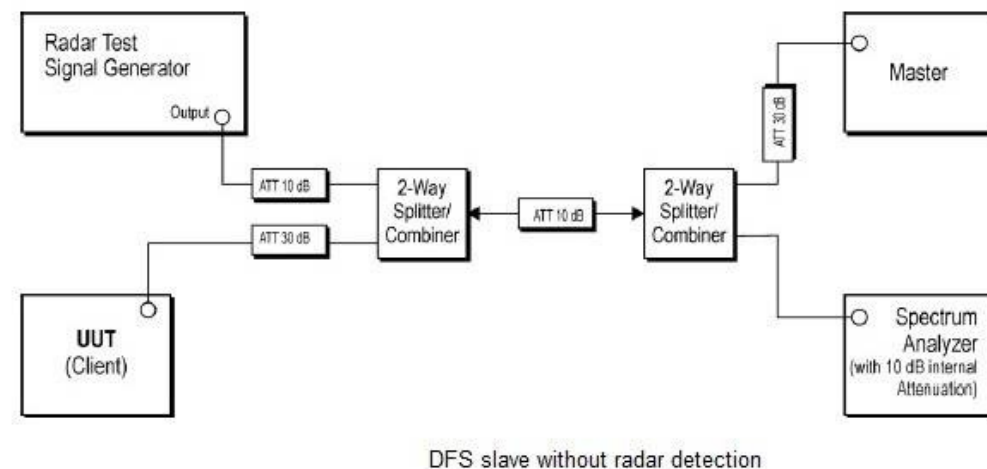 Radar Test
Signal Generator
Output
ATT 10 dB
ATT 30 dB
UUT
(Client)
2-Way
Splitter/
Combiner
ATT 10 dB
2-Way
Splitter/
Combiner
ATT 30 dB
Master
Spectrum
Analyzer
(with 10 dB internal
Attenuation)
DFS slave without radar detection